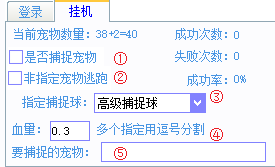 登录 挂机
当前宠物数量: 38+2=40 成功次数: 0
是否捕捉宠物 ① 失败次数: 0
非指定宠物逃跑 ② 成功率: 0%
指定捕捉球: 高级捕捉球 ③
血量: 0.3 多个指定用逗号分割 ④
要捕捉的宠物: ⑤